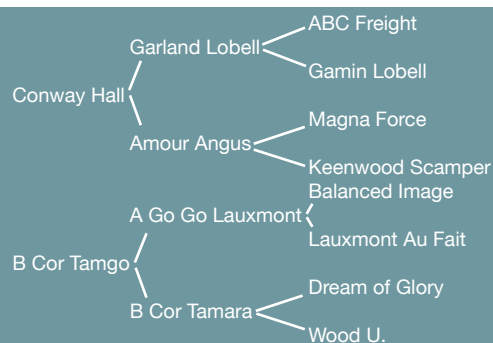 ABC Freight
Garland Lobell
Gamin Lobell
Conway Hall
Magna Force
Amour Angus
Keenwood Scamper
Balanced Image
A Go Go Lauxmont
Lauxmont Au Fait
B Cor Tamgo
Dream of Glory
B Cor Tamara
Wood U.